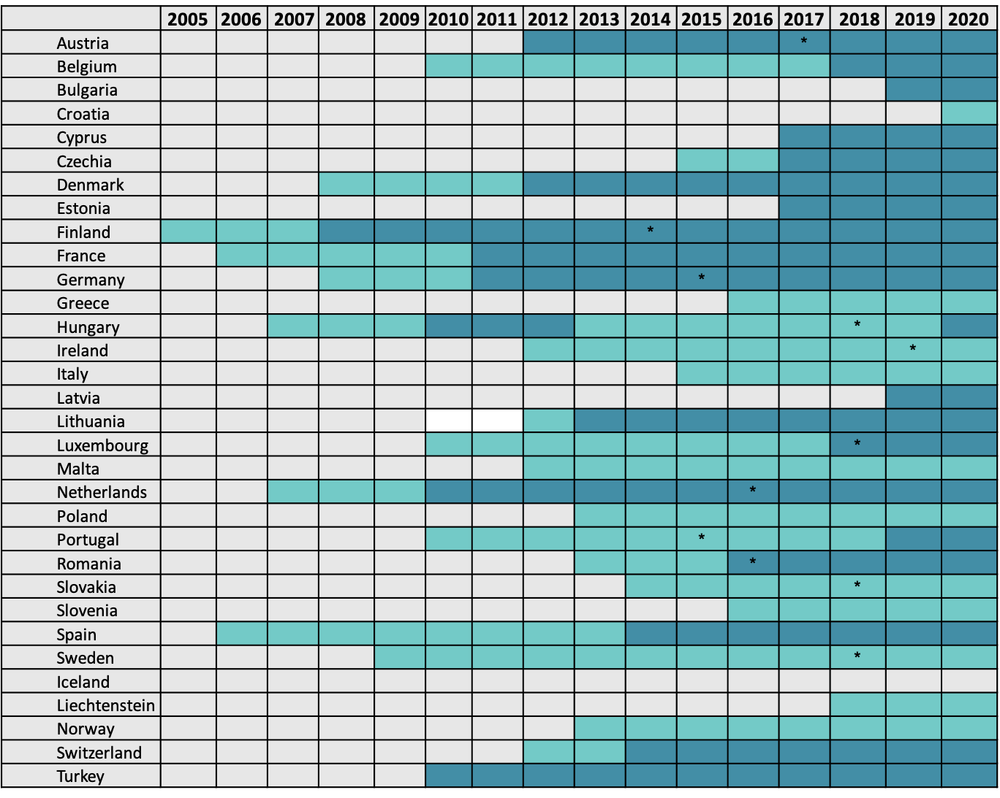 2005 2006 2007 2008 2009 2010 2011 2012 2013 2014 2015 2016 2017 2018 2019 2020
Austria *
Belgium
Bulgaria
Croatia
Cyprus
Czechia
Denmark
Estonia
Finland *
France
Germany *
Greece
Hungary *
Ireland *
Italy
Latvia
Lithuania
Luxembourg *
Malta
Netherlands *
Poland
Portugal *
Romania *
Slovakia *
Slovenia
Spain
Sweden *
Iceland
Liechtenstein
Norway
Switzerland
Turkey